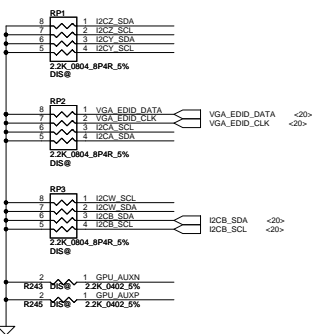 RP1
8 1 I2CZ_SDA
7 2 I2CZ_SCL
6 3 I2CY_SDA
5 4 I2CY_SCL
2.2K_0804_8P4R_5%
DIS@
RP2
8 1 VGA_EDID_DATA VGA_EDID_DATA <20>
7 2 VGA_EDID_CLK VGA_EDID_CLK <20>
6 3 I2CA_SCL
5 4 I2CA_SDA
2.2K_0804_8P4R_5%
DIS@
RP3
8 1 I2CW_SCL
7 2 I2CW_SDA
6 3 I2CB_SDA I2CB_SDA <20>
5 4 I2CB_SCL I2CB_SCL <20>
2.2K_0804_8P4R_5%
DIS@
2 1 GPU_AUXN
R243 DIS@ 2.2K_0402_5%
2 1 GPU_AUXP
R245 DIS@ 2.2K_0402_5%